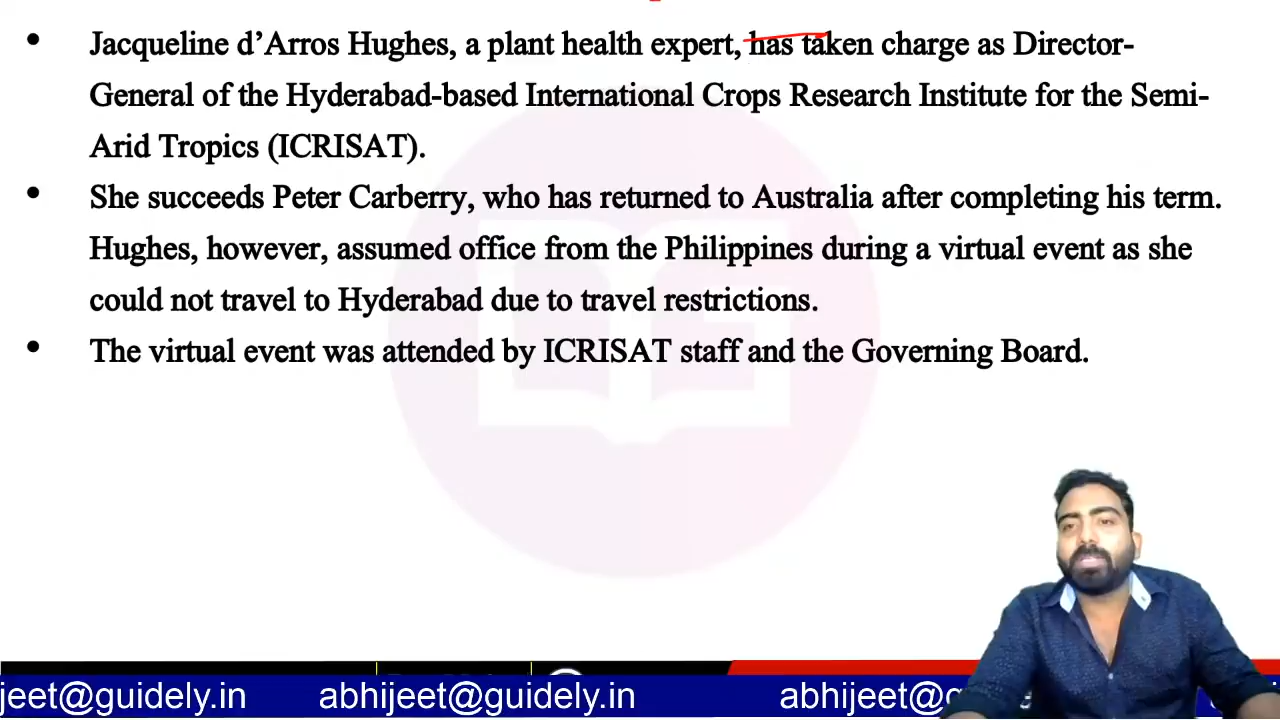 • Jacqueline d’Arros Hughes, a plant health expert, has taken charge as Director-
General of the Hyderabad-based International Crops Research Institute for the Semi-
Arid Tropics (ICRISAT).
• She succeeds Peter Carberry, who has returned to Australia after completing his term.
Hughes, however, assumed office from the Philippines during a virtual event as she
could not travel to Hyderabad due to travel restrictions.
• The virtual event was attended by ICRISAT staff and the Governing Board.
jeet@guidely.in abhijeet@guidely.in abhijeet@g